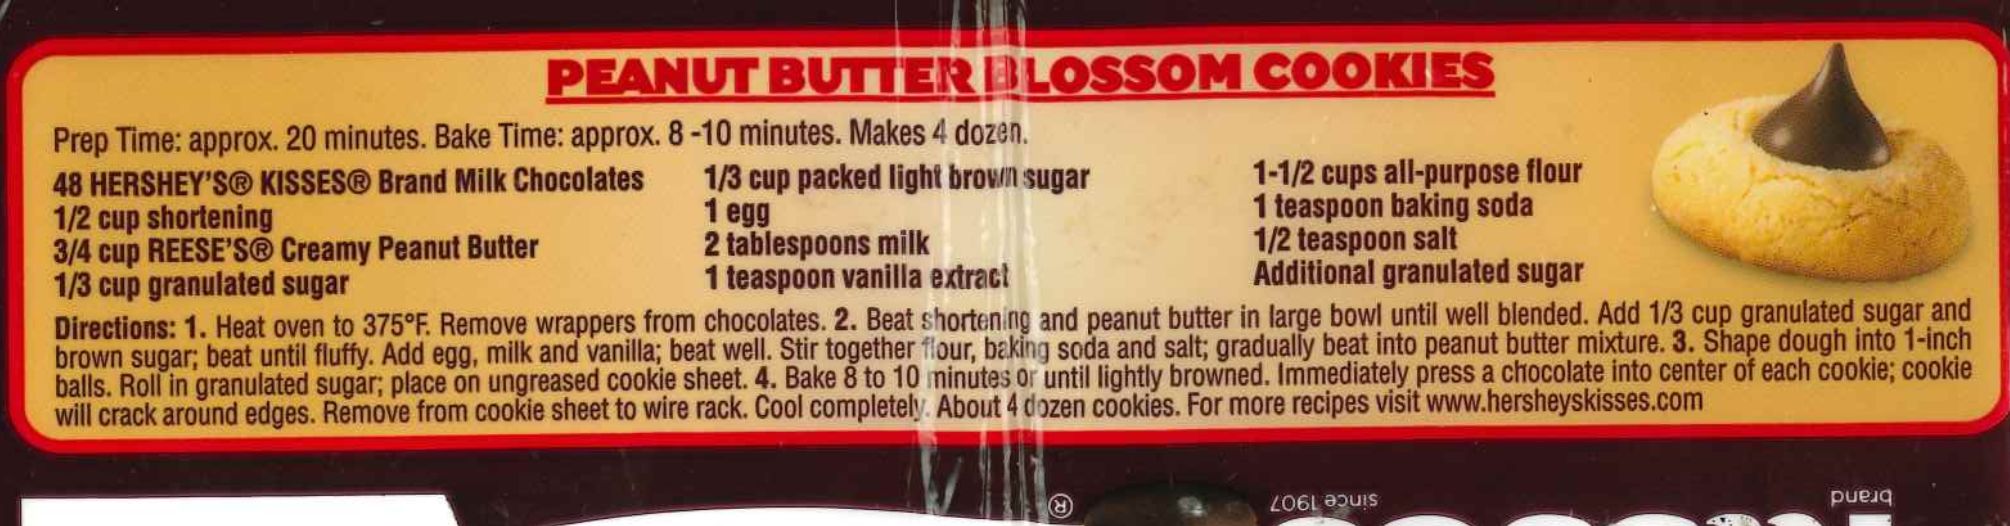 PEANUT BUTTER BLOSSOM COOKIES
Prep Time: approx. 20 minutes. Bake Time: approx. 8 -10 minutes. Makes 4 dozen.
48 HERSHEY'S® KISSES® Brand Milk Chocolates
1/2 cup shortening
3/4 cup REESE'S® Creamy Peanut Butter
1/3 cup granulated sugar
1/3 cup packed light brown sugar
1 egg
2 tablespoons milk
1 teaspoon vanilla extract
1-1/2 cups all-purpose flour
1 teaspoon baking soda
1/2 teaspoon salt
Additional granulated sugar
Directions: 1. Heat oven to 375°F. Remove wrappers from chocolates. 2. Beat shortening and peanut butter in large bowl until well blended. Add 1/3 cup granulated sugar and
brown sugar; beat until fluffy. Add egg, milk and vanilla; beat well. Stir together flour, baking soda and salt; gradually beat into peanut butter mixture. 3. Shape dough into 1-inch
balls. Roll in granulated sugar; place on ungreased cookie sheet. 4. Bake 8 to 10 minutes or until lightly browned. Immediately press a chocolate into center of each cookie; cookie
will crack around edges. Remove from cookie sheet to wire rack. Cool completely. About 4 dozen cookies. For more recipes visit www.hersheyskisses.com
®
since 1907
brand